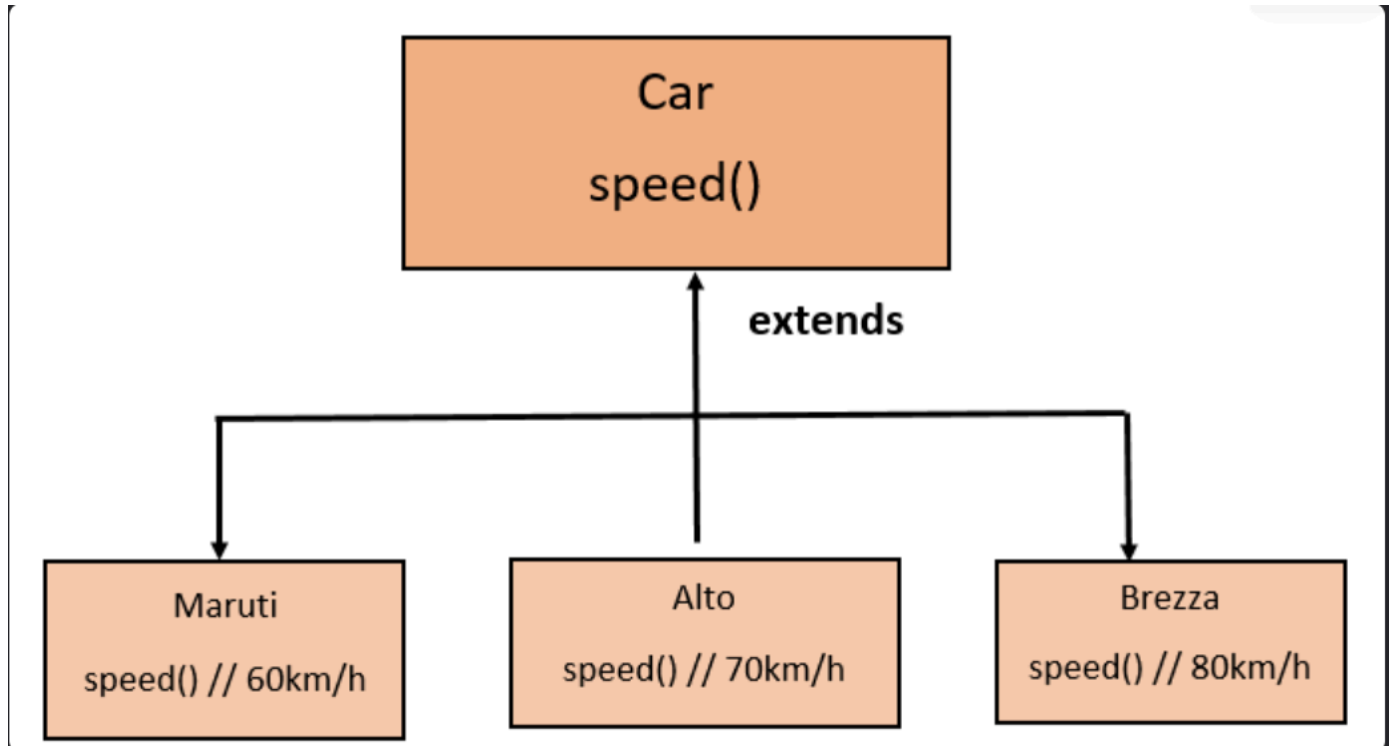 Car
speed()
extends
Maruti
speed() // 60km/h
Alto
speed() // 70km/h
Brezza
speed() // 80km/h